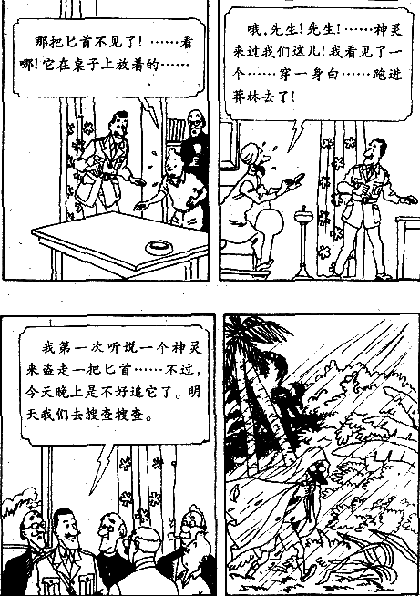 那把匕首不见了!……看
哪!它在桌子上放着的……
哦，先生!先生!……神灵
来过我们这儿!我看见了一
个……穿一身白……跑进
莽林去了!
我第一次听说一个神灵
来盗走一把匕首……不过，
今天晚上是不好追它了。明
天我们去搜查搜查。